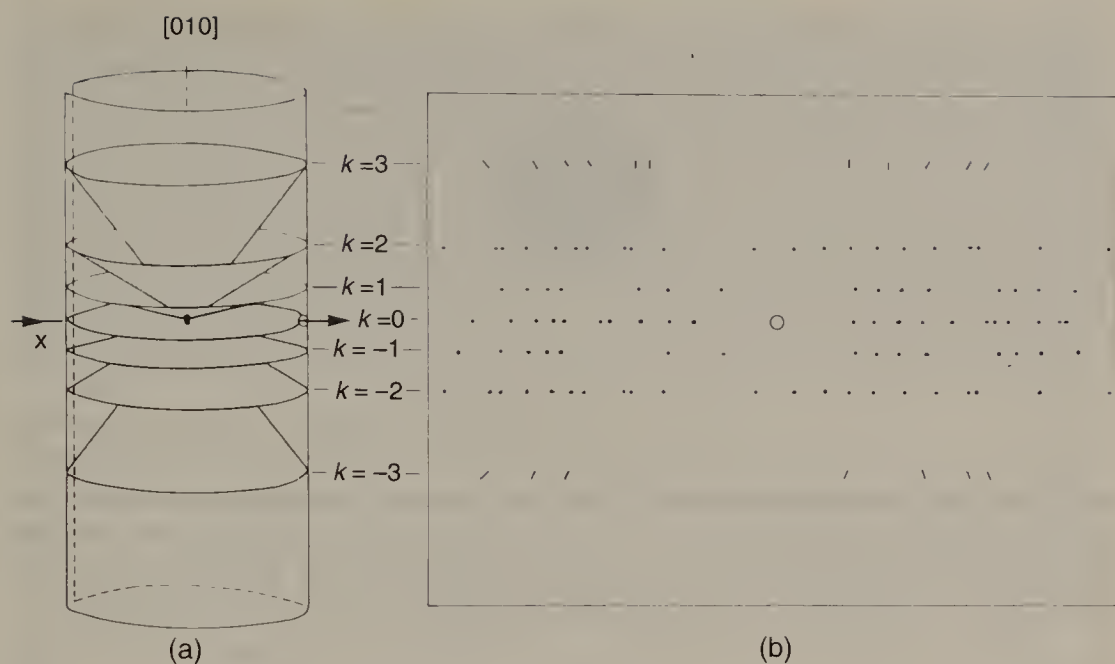 [010]
k = 3
k = 2
k = 1
k = 0
k = −1
k = −2
k = −3
x
(a)
(b)